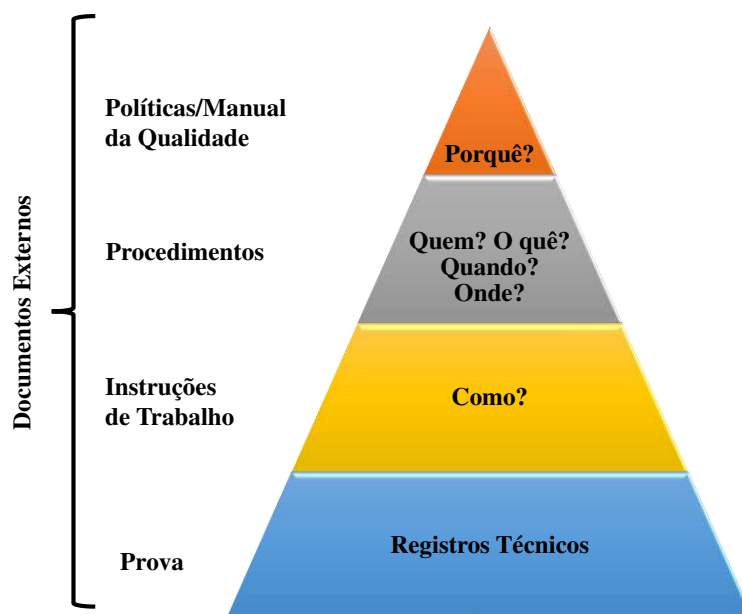 Documentos Externos
Políticas/Manual
da Qualidade
Porquê?
Procedimentos
Quem? O quê?
Quando?
Onde?
Instruções
de Trabalho
Como?
Prova
Registros Técnicos